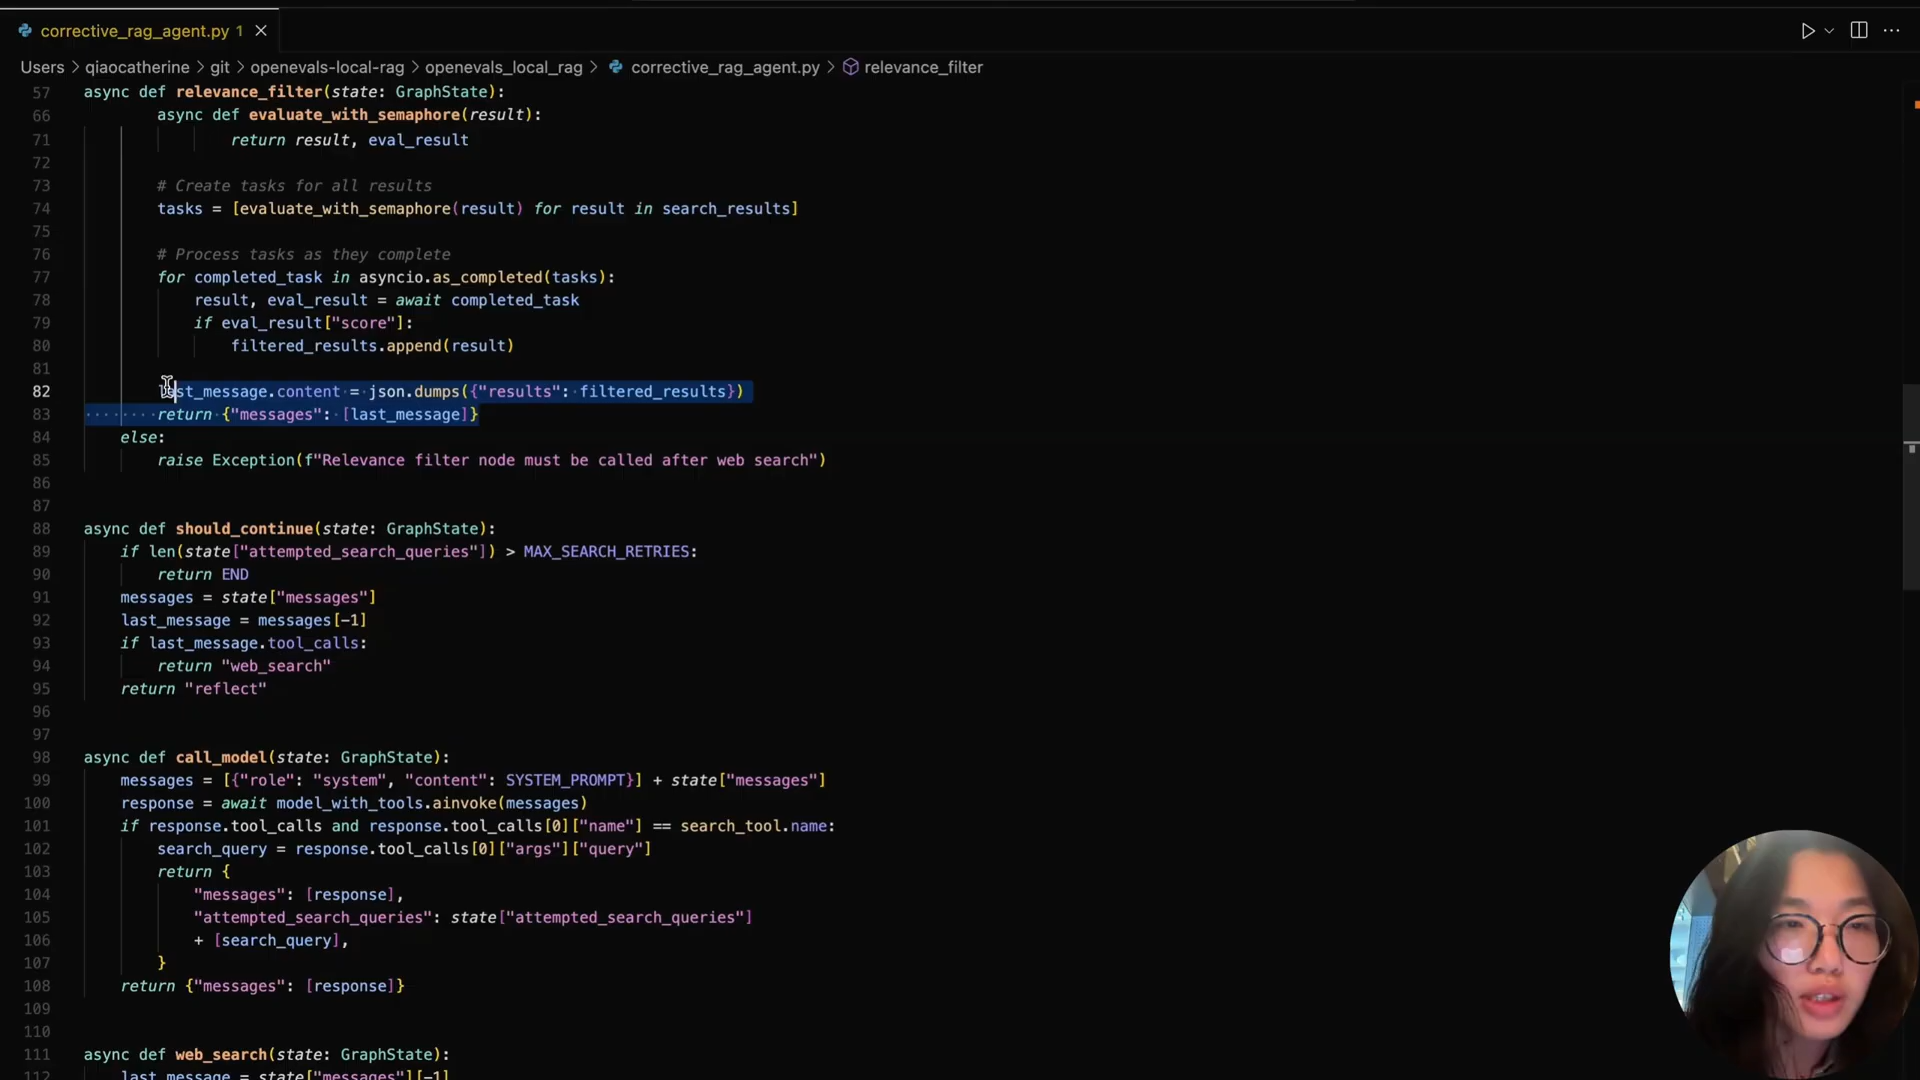 corrective_rag_agent.py 1
Users > qiaocatherine > git > openevals-local-rag > openevals_local_rag > corrective_rag_agent.py > relevance_filter
57 async def relevance_filter(state: GraphState):
66 async def evaluate_with_semaphore(result):
71 return result, eval_result
72
73 # Create tasks for all results
74 tasks = [evaluate_with_semaphore(result) for result in search_results]
75
76 # Process tasks as they complete
77 for completed_task in asyncio.as_completed(tasks):
78 result, eval_result = await completed_task
79 if eval_result["score"]:
80 filtered_results.append(result)
81
82 last_message.content = json.dumps({"results": filtered_results})
83 return {"messages": [last_message]}
84 else:
85 raise Exception(f"Relevance filter node must be called after web search")
86
87
88 async def should_continue(state: GraphState):
89 if len(state["attempted_search_queries"]) > MAX_SEARCH_RETRIES:
90 return END
91 messages = state["messages"]
92 last_message = messages[-1]
93 if last_message.tool_calls:
94 return "web_search"
95 return "reflect"
96
97
98 async def call_model(state: GraphState):
99 messages = [{"role": "system", "content": SYSTEM_PROMPT}] + state["messages"]
100 response = await model_with_tools.ainvoke(messages)
101 if response.tool_calls and response.tool_calls[0]["name"] == search_tool.name:
102 search_query = response.tool_calls[0]["args"]["query"]
103 return {
104 "messages": [response],
105 "attempted_search_queries": state["attempted_search_queries"]
106 + [search_query],
107 }
108 return {"messages": [response]}
109
110
111 async def web_search(state: GraphState):
112 last_message = state["messages"][-1]